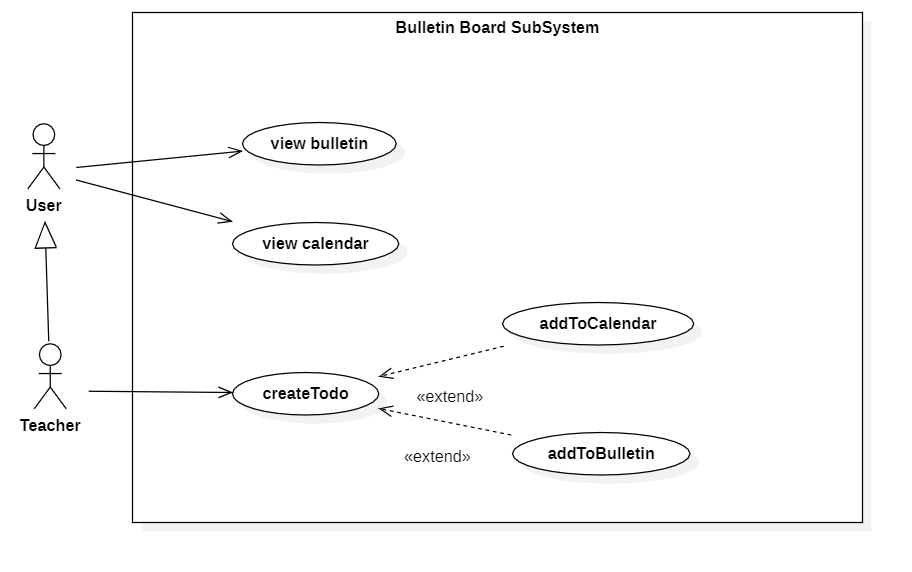 Bulletin Board SubSystem
view bulletin
User
view calendar
addToCalendar
createTodo
«extend»
Teacher
addToBulletin
«extend»